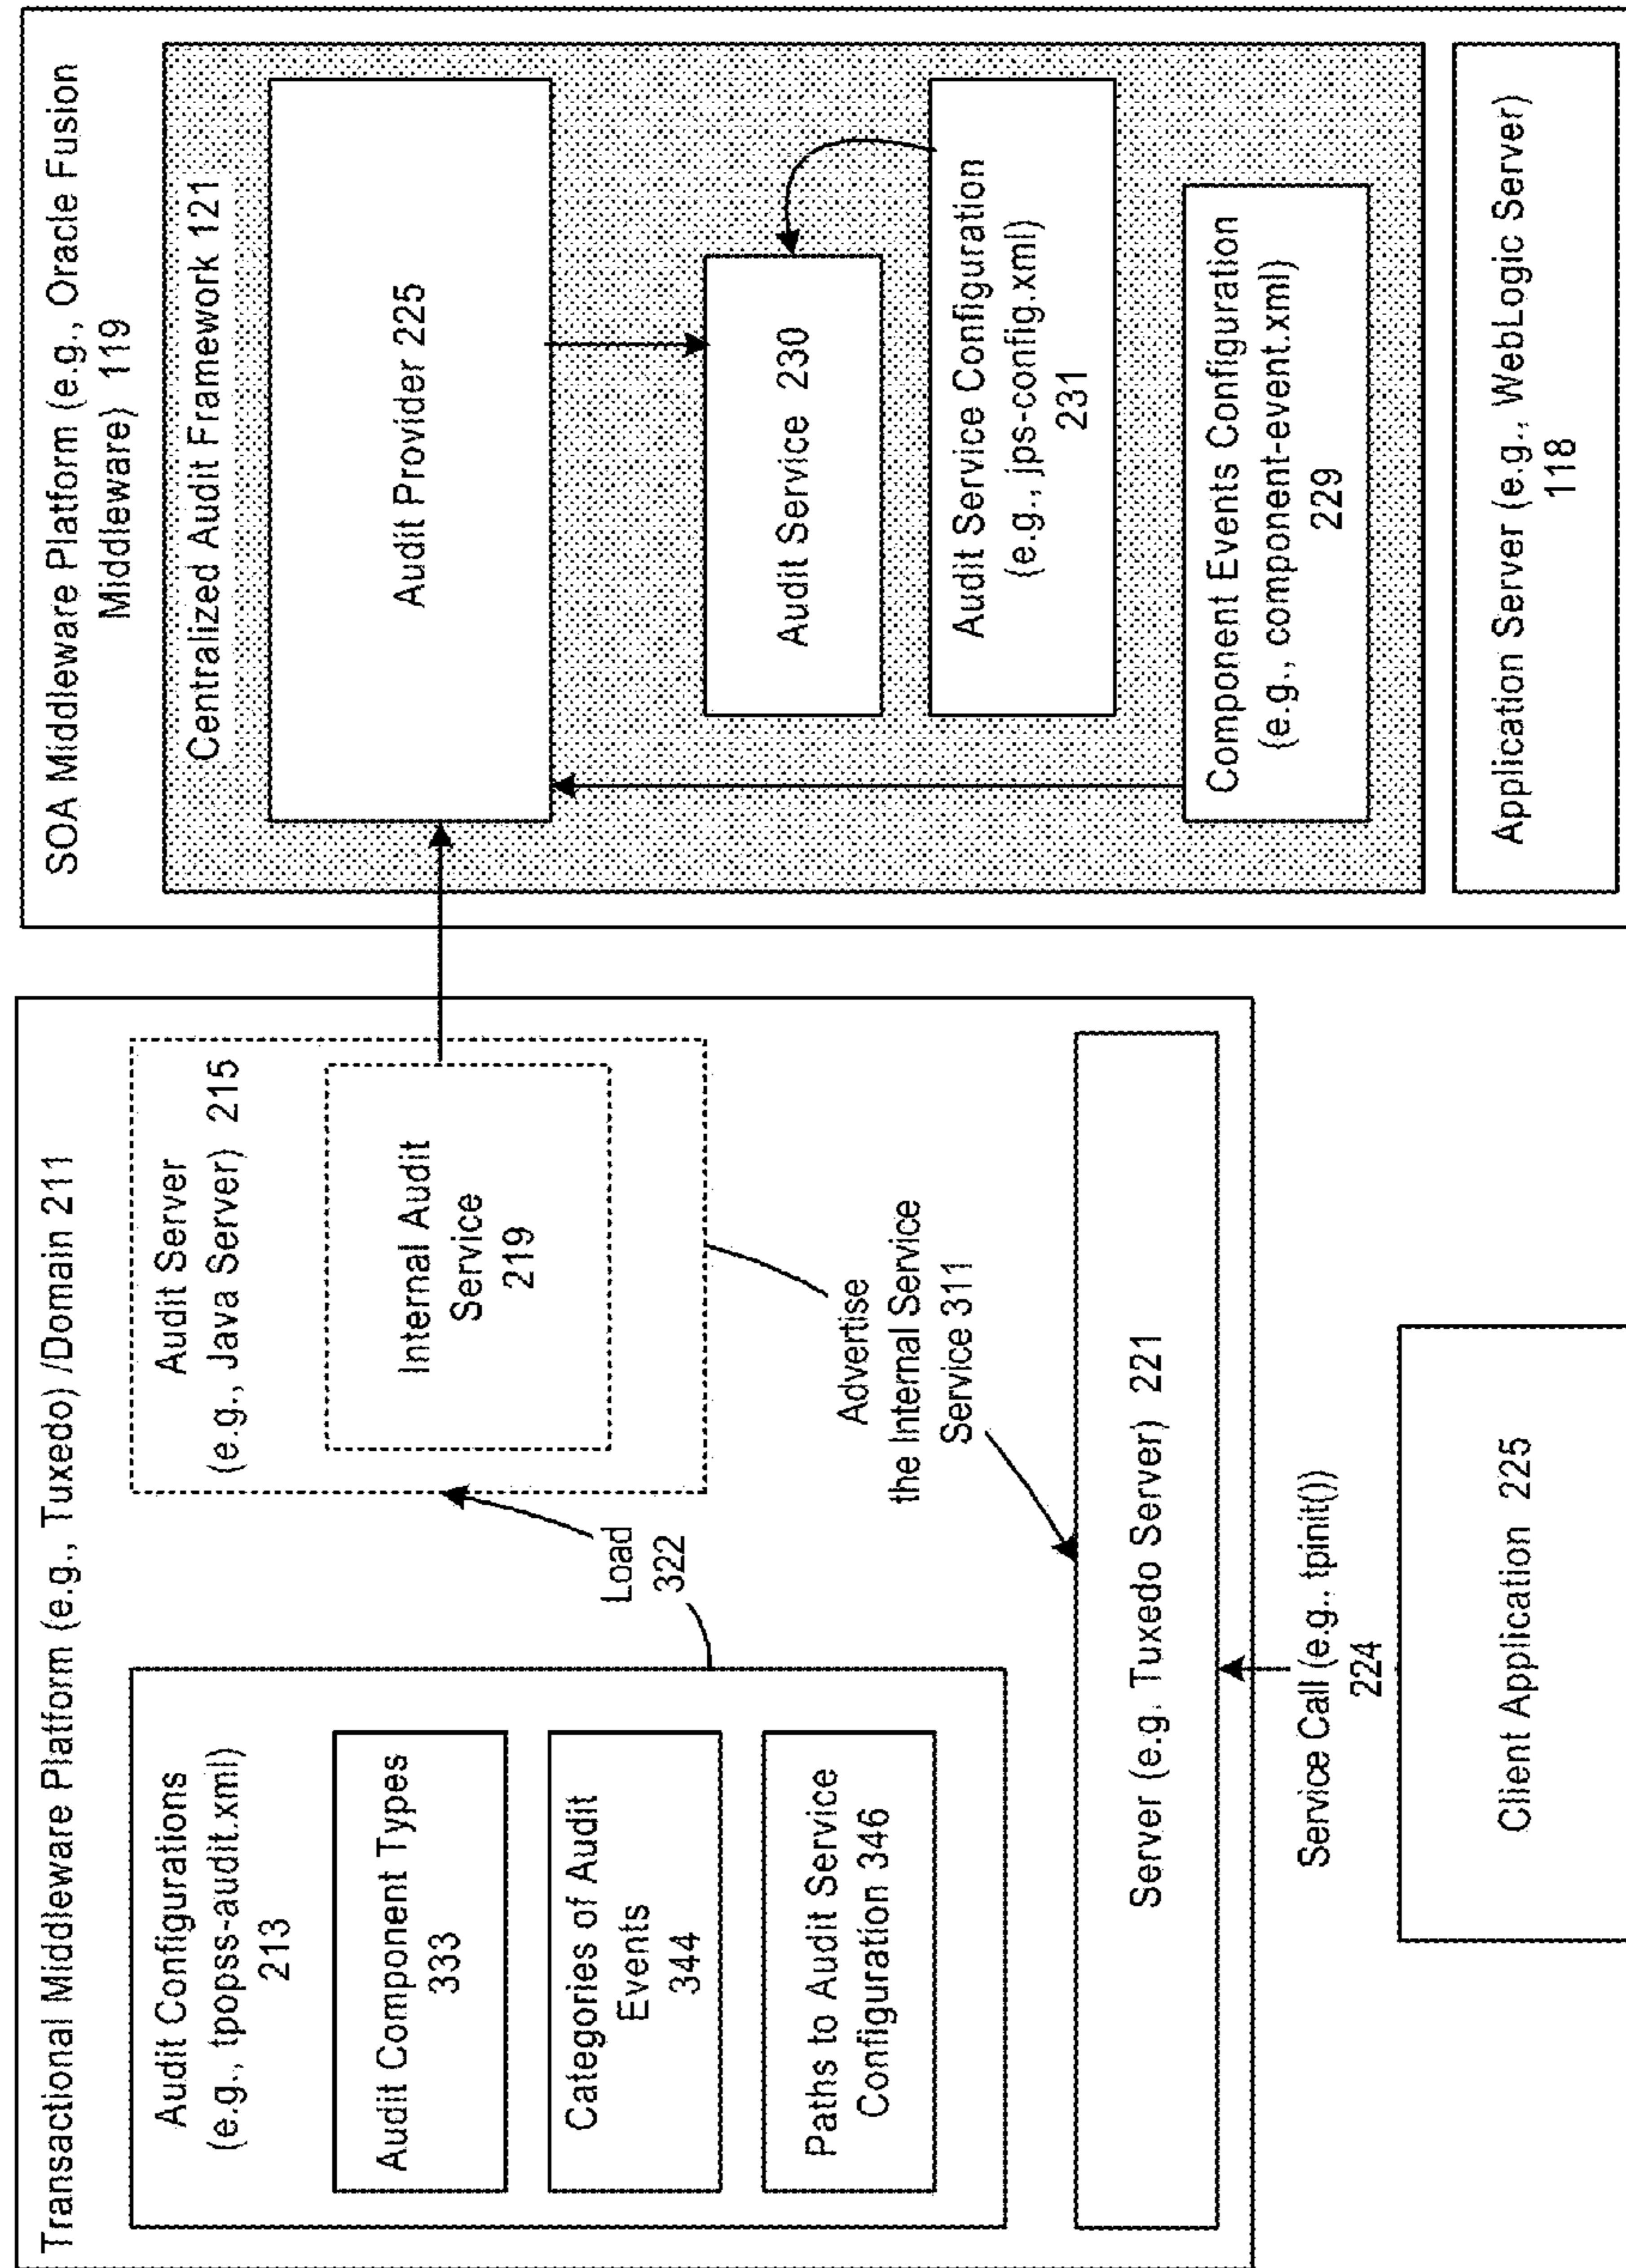 Transactional Middleware Platform (e.g., Tuxedo) /Domain 211
Audit Configurations
(e.g., tpopss-audit.xml)
213
Audit Component Types
333
Categories of Audit
Events
344
Paths to Audit Service
Configuration 346
Load
322
Audit Server
(e.g., Java Server) 215
Internal Audit
Service
219
Advertise
the Internal Service
Service 311
Server (e.g. Tuxedo Server) 221
Service Call (e.g., tpinit())
224
Client Application 225
SOA Middleware Platform (e.g., Oracle Fusion
Middleware) 119
Centralized Audit Framework 121
Audit Provider 225
Audit Service 230
Audit Service Configuration
(e.g., jps-config.xml)
231
Component Events Configuration
(e.g., component-event.xml)
229
Application Server (e.g., WebLogic Server)
118